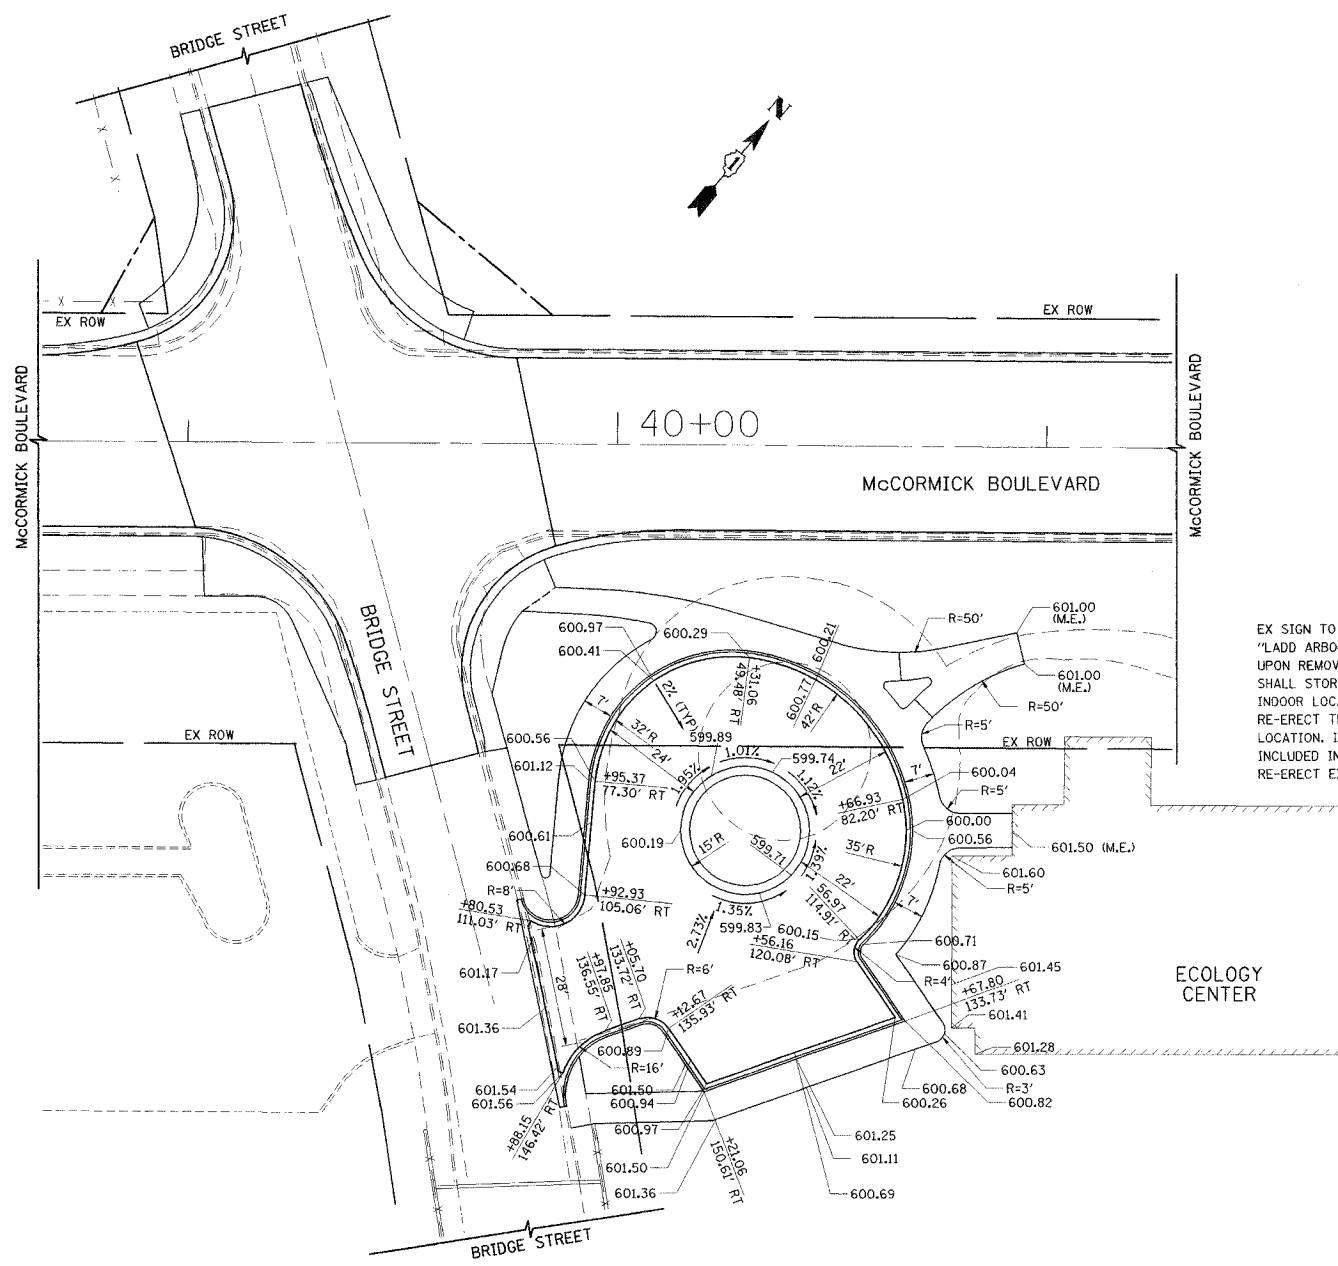 BRIDGE STREET
N
1
EX ROW
EX ROW
McCORMICK BOULEVARD
McCORMICK BOULEVARD
40+00
McCORMICK BOULEVARD
BRIDGE STREET
600.97
600.41
600.29
600.21
R=50'
601.00
(M.E.)
EX SIGN TO
"LADD ARBO
UPON REMOV
SHALL STOR
INDOOR LOC
RE-ERECT T
LOCATION. I
INCLUDED IN
RE-ERECT E
601.00
(M.E.)
R=50'
+31.06
49.48' RT
600.77
42'R
2% (TYP)
7'
32'R
24'
599.89
R=5'
EX ROW
EX ROW
600.56
601.12
1.01%
599.74
22'
1.12%
1.95%
+95.37
77.30' RT
+66.93
82.20' RT
7'
600.04
R=5'
600.61
600.19
15'R
599.71
1.39%
35'R
600.00
600.56
601.50 (M.E.)
600.68
R=8'
+92.93
105.06' RT
22'
56.97
114.91' RT
7'
601.60
R=5'
+80.53
111.03' RT
1.35%
2.73%
599.83
600.15
+56.16
120.08' RT
600.71
600.87
601.45
601.17
28'
+97.85
136.55' RT
+05.70
133.72' RT
R=6'
R=4'
+67.80
133.73' RT
ECOLOGY
CENTER
601.36
+12.67
135.93' RT
601.41
600.89
R=16'
601.28
600.63
601.54
601.56
601.50
600.94
600.68
600.26
R=3'
600.82
+88.15
146.42' RT
600.97
601.25
601.11
601.50
601.36
+21.06
150.61' RT
600.69
BRIDGE STREET